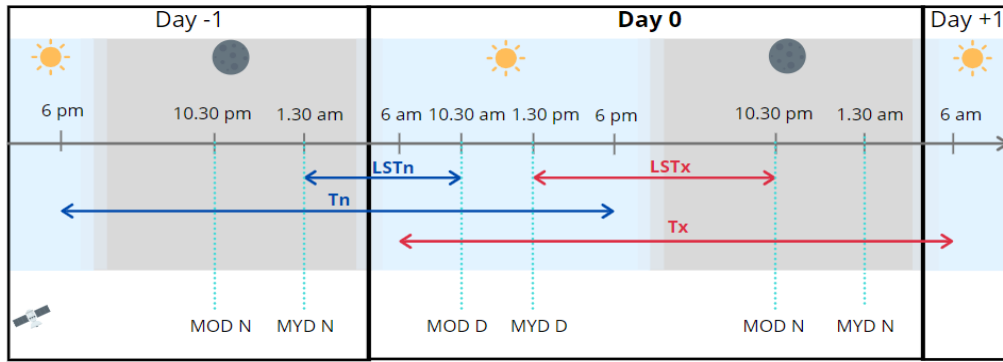 Day -1 Day 0 Day +1
6 pm 10.30 pm 1.30 am 6 am 10.30 am 1.30 pm 6 pm 10.30 pm 1.30 am 6 am
LSTn LSTx
Tn
Tx
MOD N MYD N MOD D MYD D MOD N MYD N